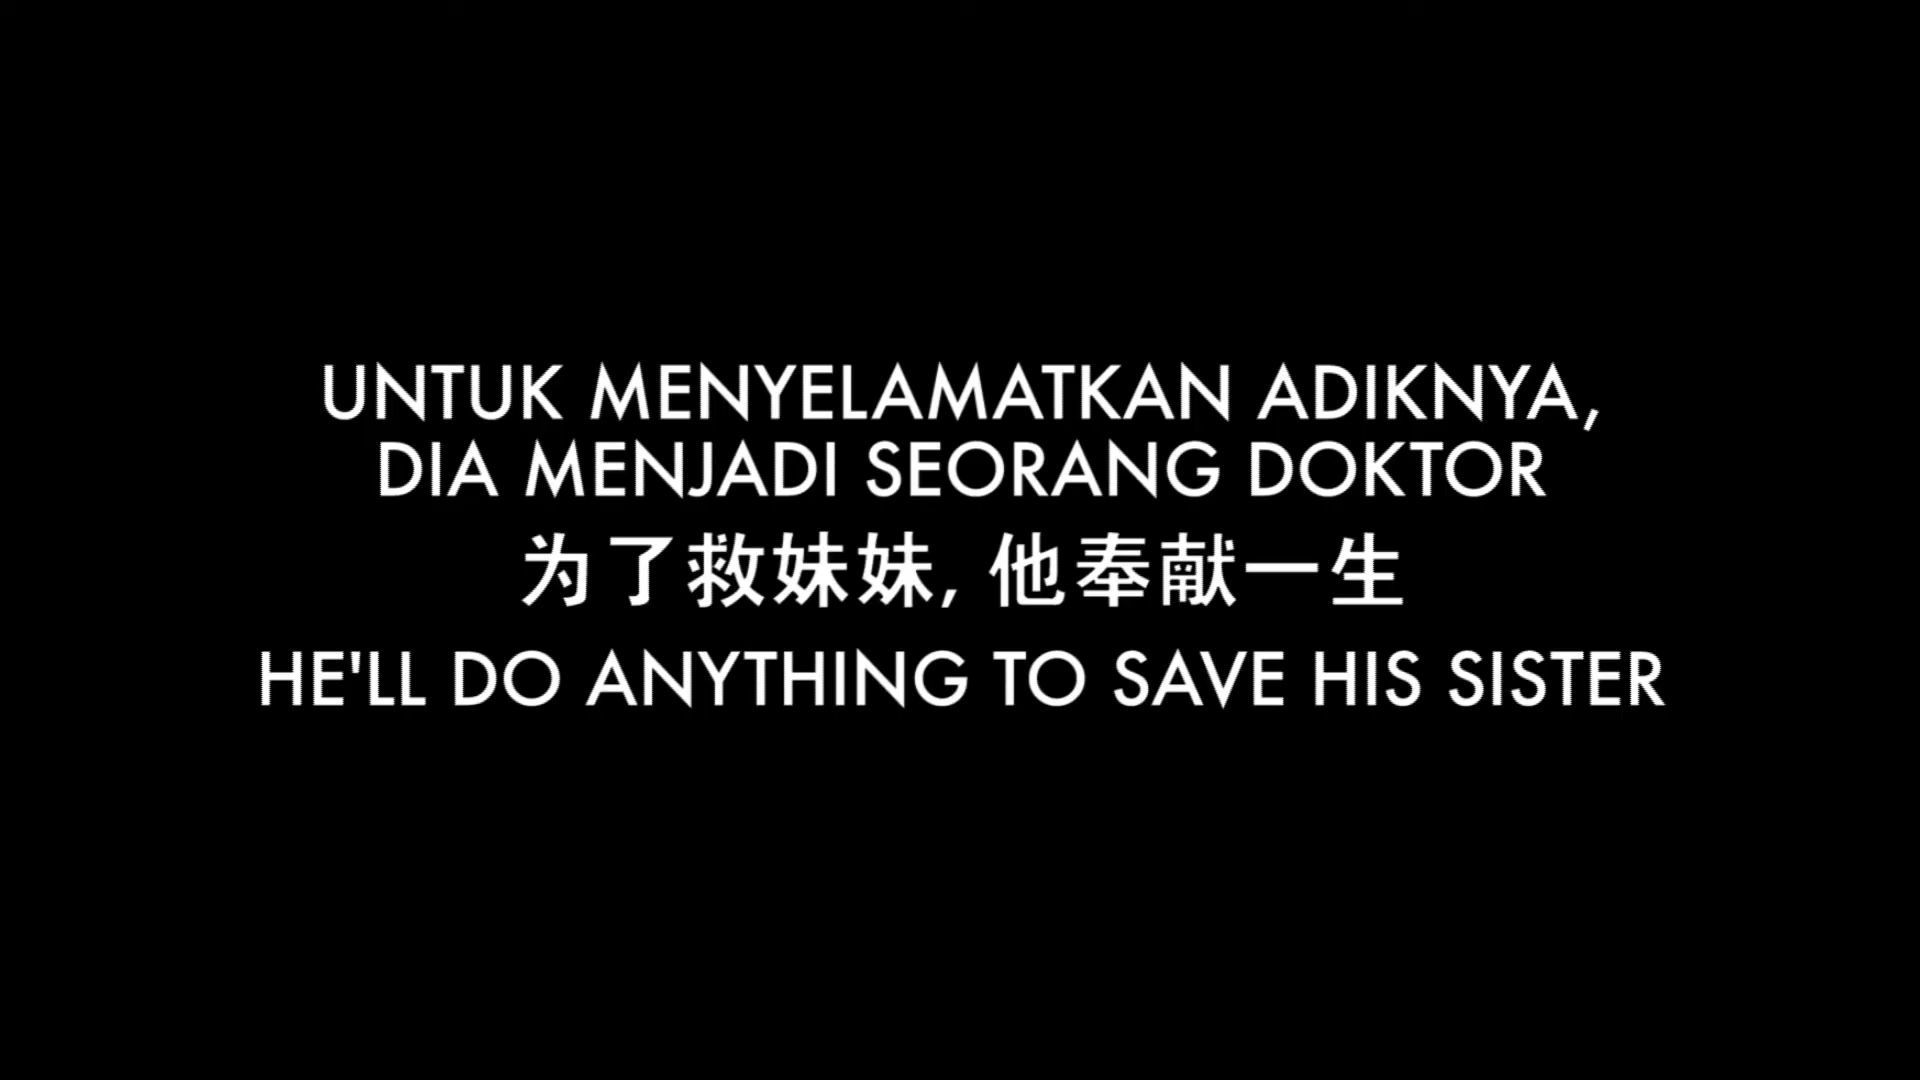 UNTUK MENYELAMATKAN ADIKNYA,
DIA MENJADI SEORANG DOKTOR
为了救妹妹, 他奉献一生
HE'LL DO ANYTHING TO SAVE HIS SISTER